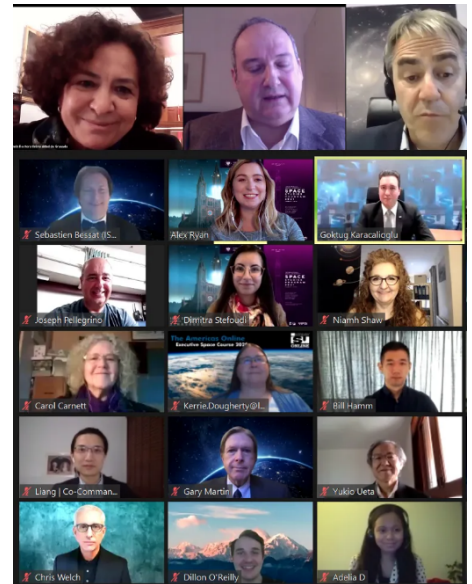 Sebastien Bessat (IS...
Alex Ryan
SPACE
Goktug Karacalioglu
Joseph Pellegrino
Dimitra Stefoudi
SPACE
Niamh Shaw
Carol Carnett
The Americas Online
Executive Space Course
ONLINE
Kerrie.Dougherty@I...
Bill Hamm
Liang | Co-Comman...
Gary Martin
Yukio Ueta
Chris Welch
Dillon O'Reilly
Adelia D